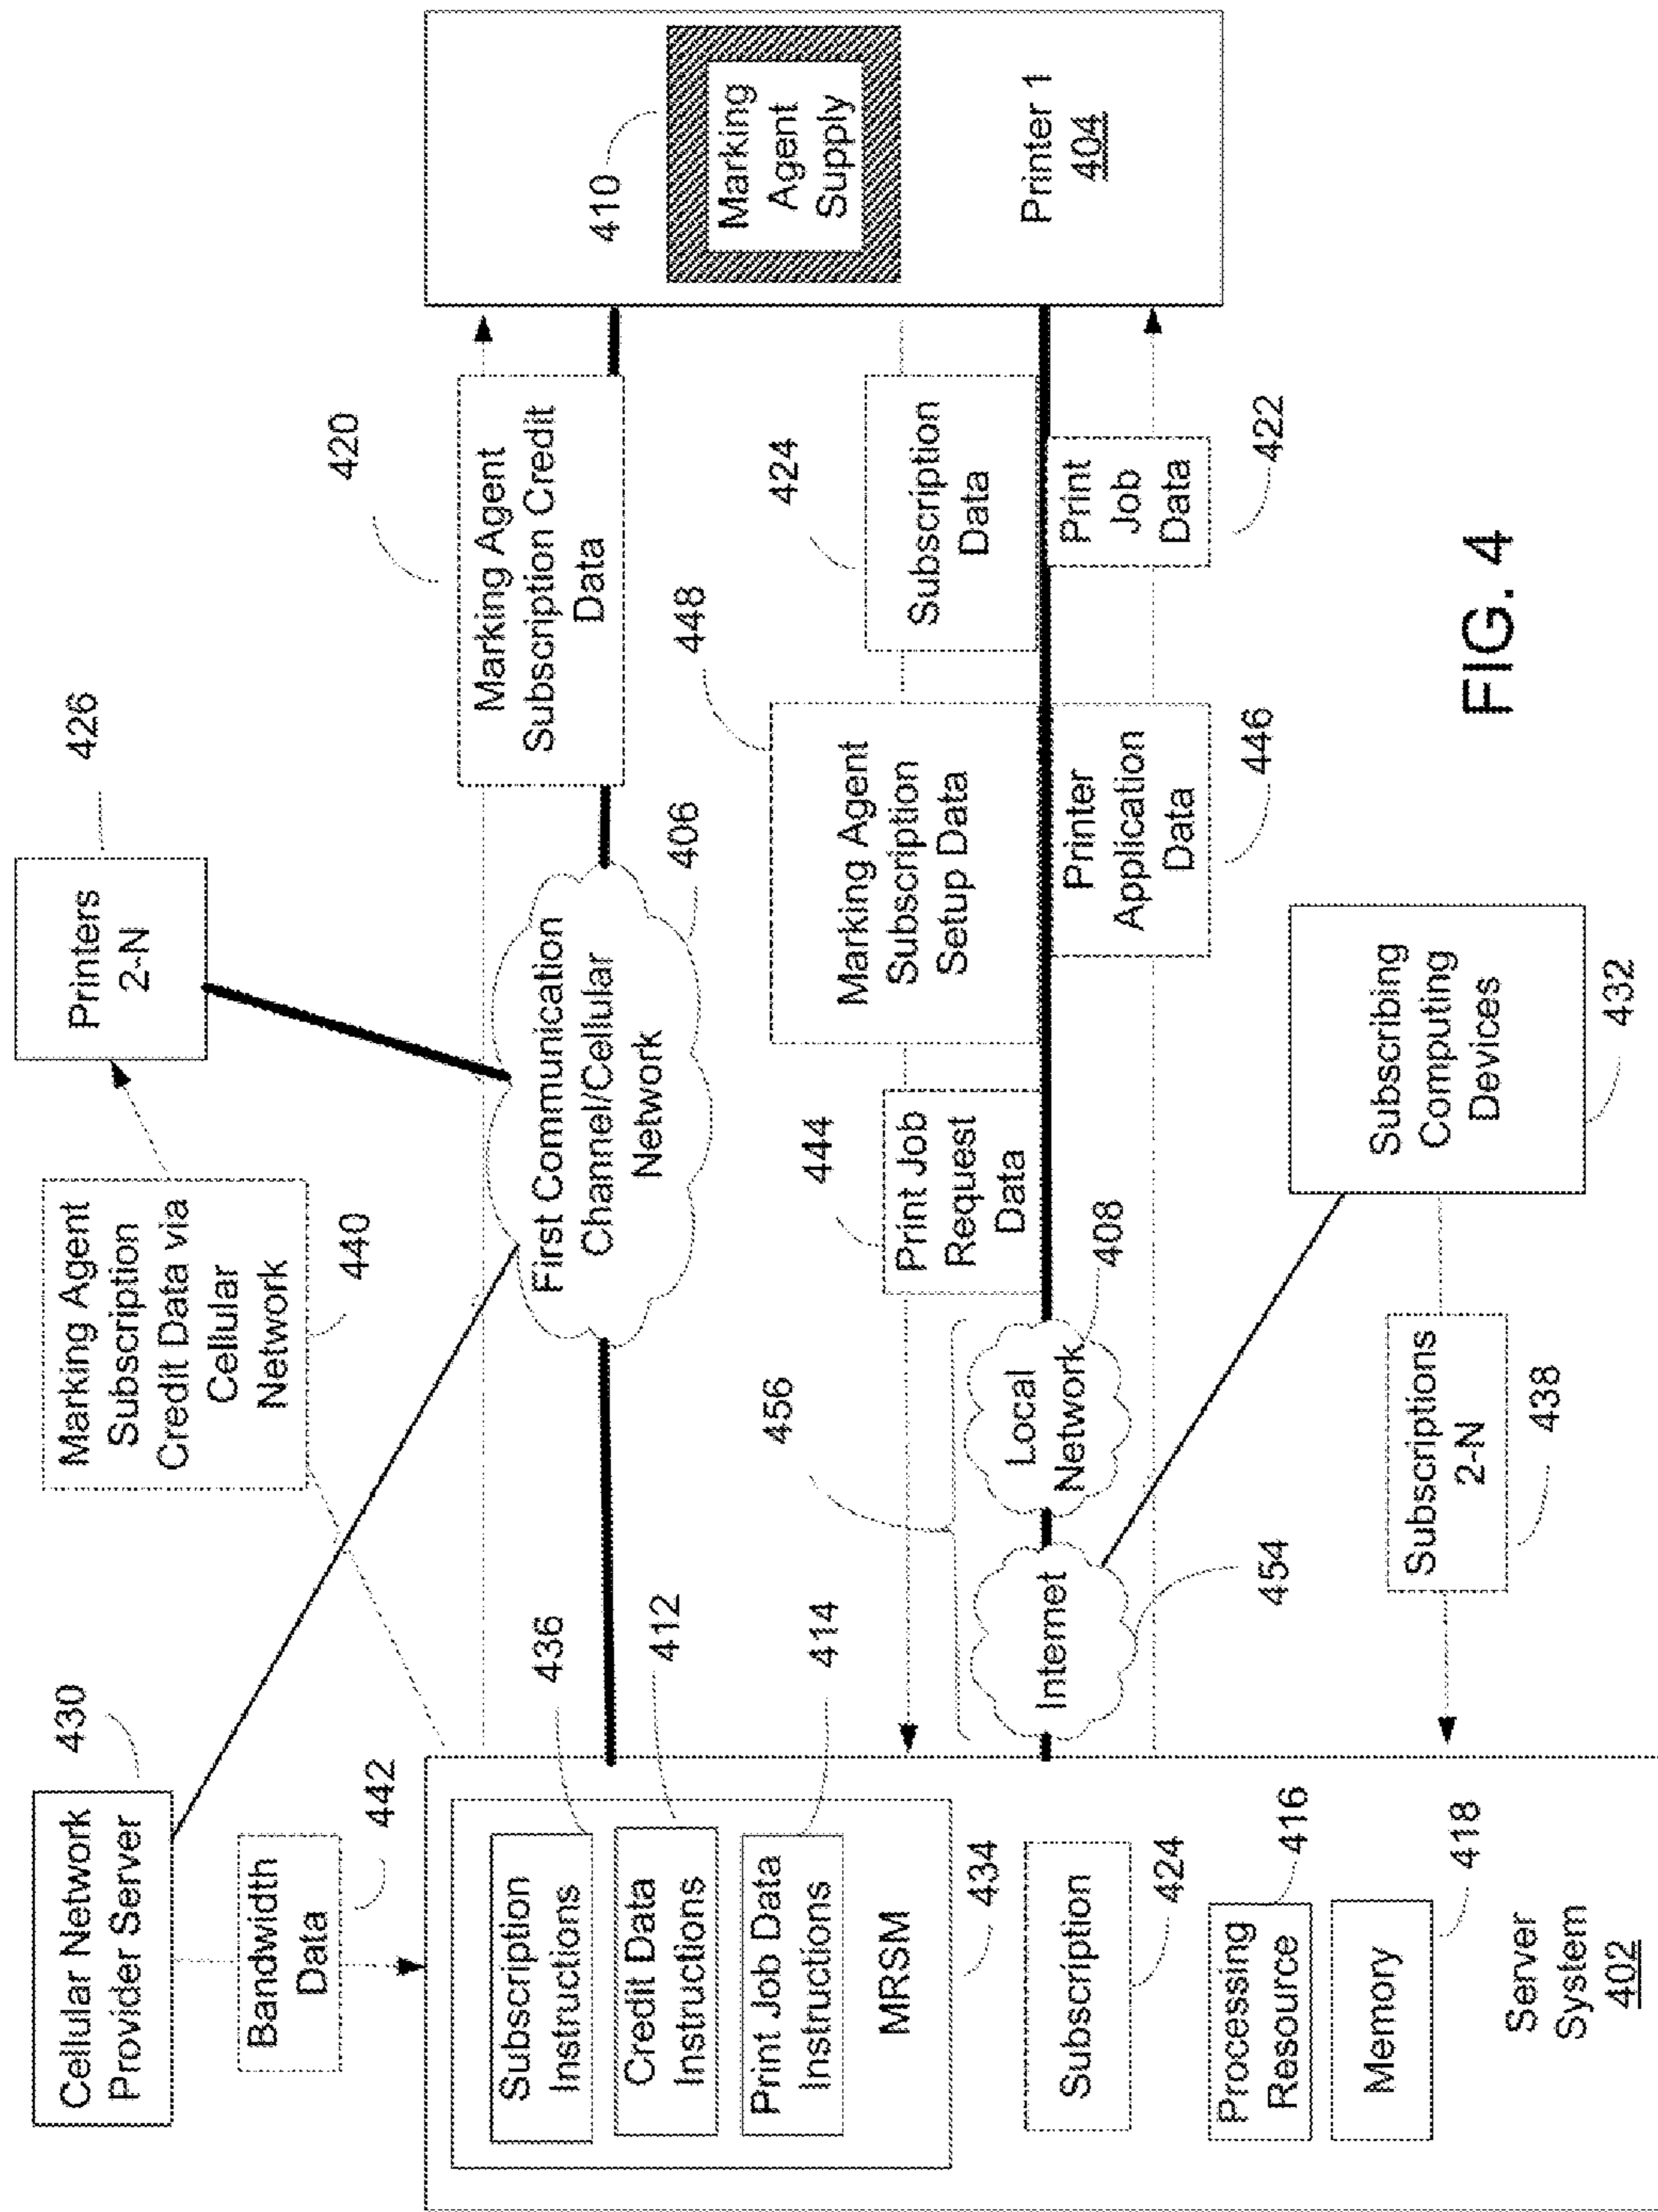 Cellular Network
Provider Server
430
Bandwidth
Data
442
Marking Agent
Subscription
Credit Data via
Cellular
Network
440
Printers
2-N
426
Subscription
Instructions
436
Credit Data
Instructions
412
Print Job Data
Instructions
414
MRSM
434
Subscription
424
Processing
Resource
416
Memory
418
Server
System
402
First Communication
Channel/Cellular
Network
406
Marking Agent
Subscription Credit
Data
420
410
Marking
Agent
Supply
Printer 1
404
444
Print Job
Request
Data
448
Marking Agent
Subscription
Setup Data
424
Subscription
Data
456
Internet
454
Local
Network
408
Printer
Application
Data
446
Print
Job
Data
422
Subscriptions
2-N
438
Subscribing
Computing
Devices
432
FIG. 4